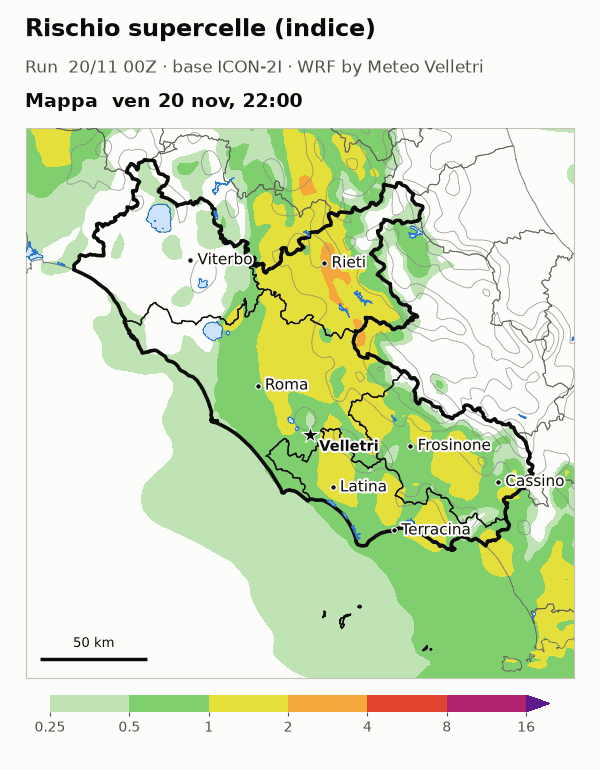 Rischio supercelle (indice)
Run 20/11 00Z · base ICON-2I · WRF by Meteo Velletri
Mappa ven 20 nov, 22:00
Viterbo
Rieti
Roma
Velletri
Frosinone
Latina
Cassino
Terracina
50 km
0.25 0.5 1 2 4 8 16